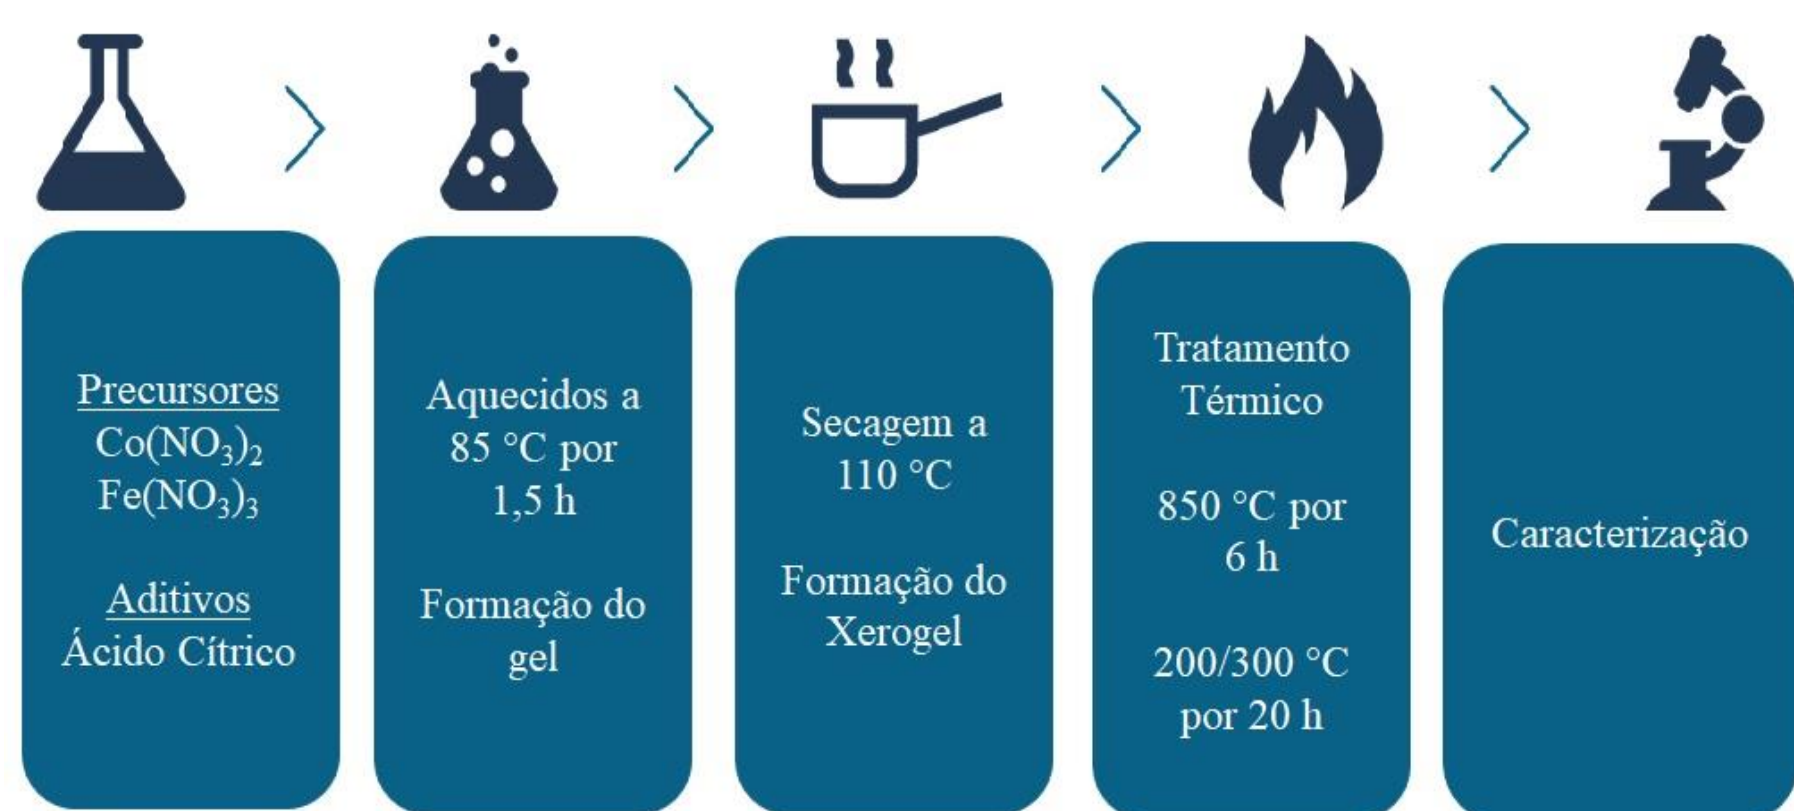 Precursores
Co(NO₃)₂
Fe(NO₃)₃
Aditivos
Ácido Cítrico
Aquecidos a
85 °C por
1,5 h
Formação do
gel
Secagem a
110 °C
Formação do
Xerogel
Tratamento
Térmico
850 °C por
6 h
200/300 °C
por 20 h
Caracterização